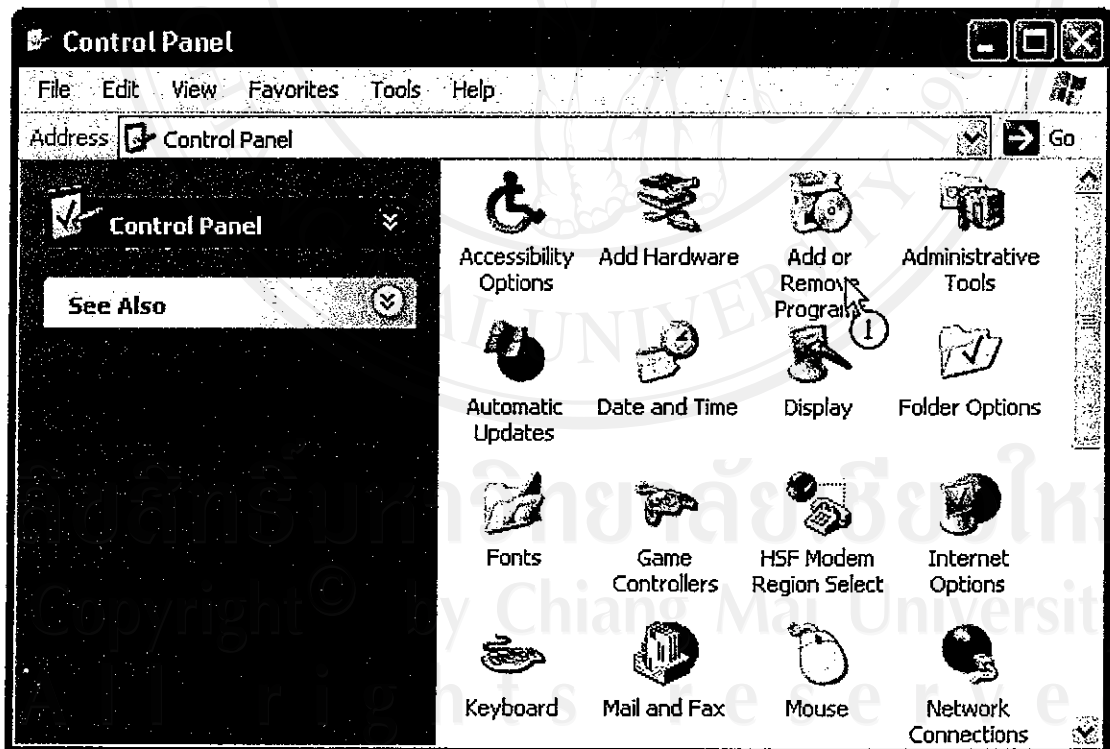 Control Panel
File Edit View Favorites Tools Help
Address Control Panel Go
Control Panel
See Also
Accessibility Options
Add Hardware
Add or Remove Programs
1
Administrative Tools
Automatic Updates
Date and Time
Display
Folder Options
Fonts
Game Controllers
HSF Modem Region Select
Internet Options
Keyboard
Mail and Fax
Mouse
Network Connections
Copyright © by Chiang Mai Universit
All rights reserve